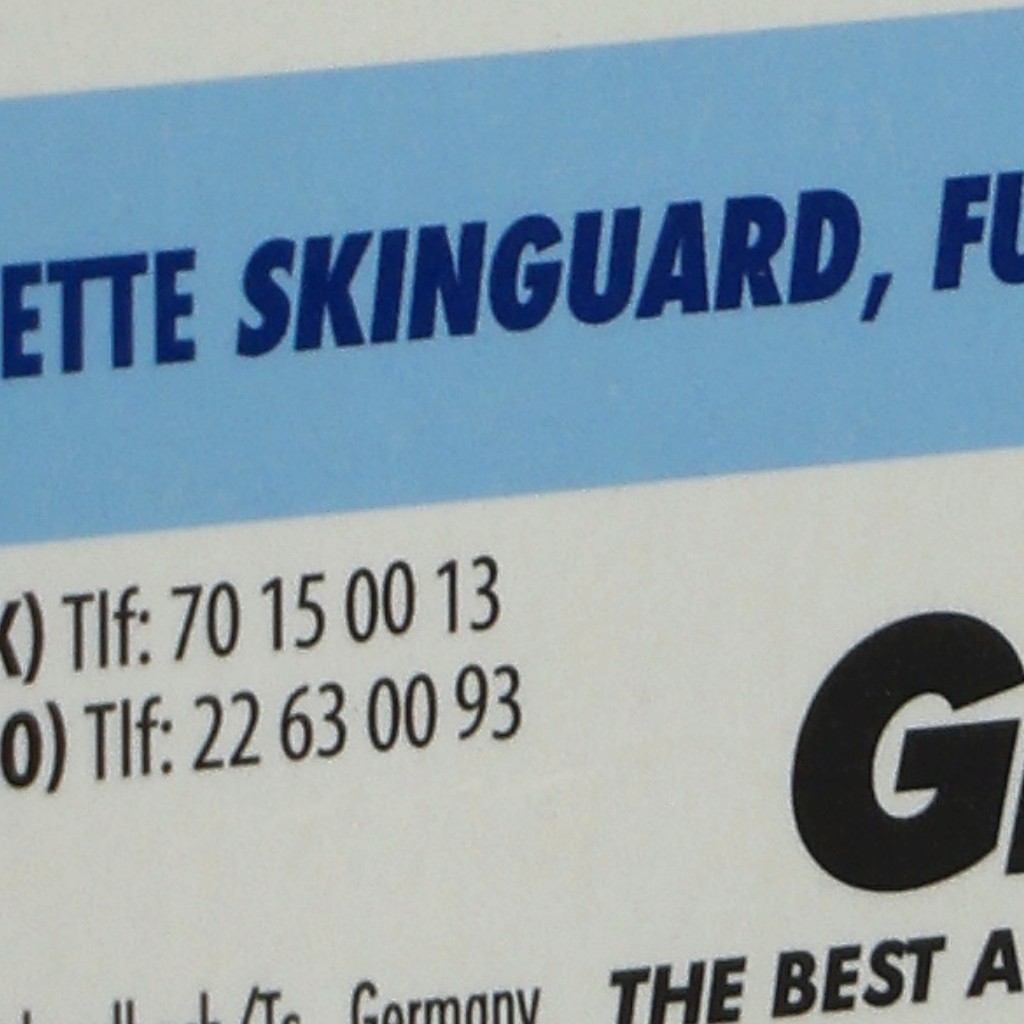 ETTE SKINGUARD, FU
K) Tlf: 70 15 00 13
O) Tlf: 22 63 00 93
G
THE BEST A
Germany